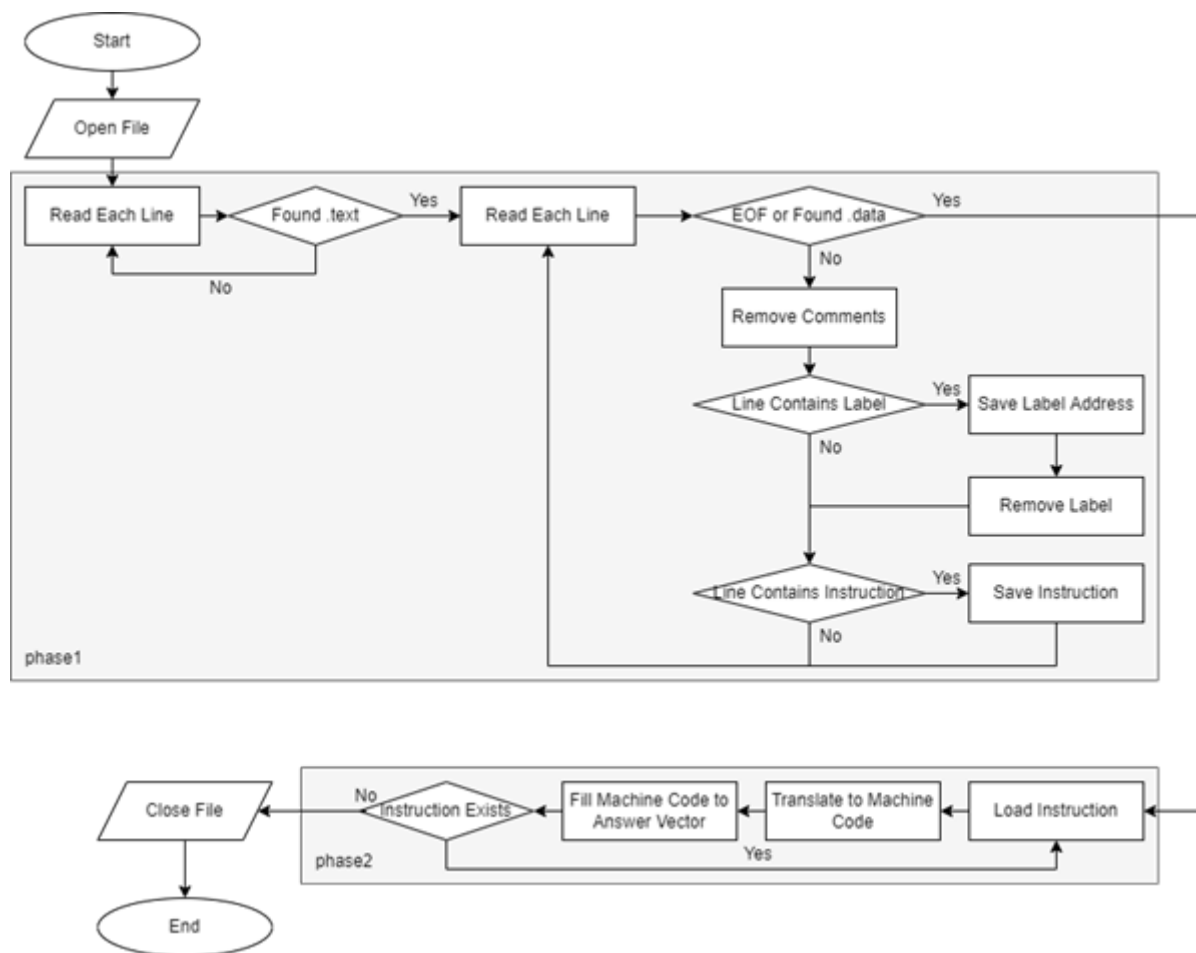 Start
Open File
Read Each Line
Found .text
Yes
No
Read Each Line
EOF or Found .data
Yes
No
Remove Comments
Line Contains Label
Yes
Save Label Address
No
Remove Label
Line Contains Instruction
Yes
Save Instruction
No
phase1
Close File
No
Instruction Exists
Fill Machine Code to
Answer Vector
Translate to Machine
Code
Load Instruction
Yes
phase2
End